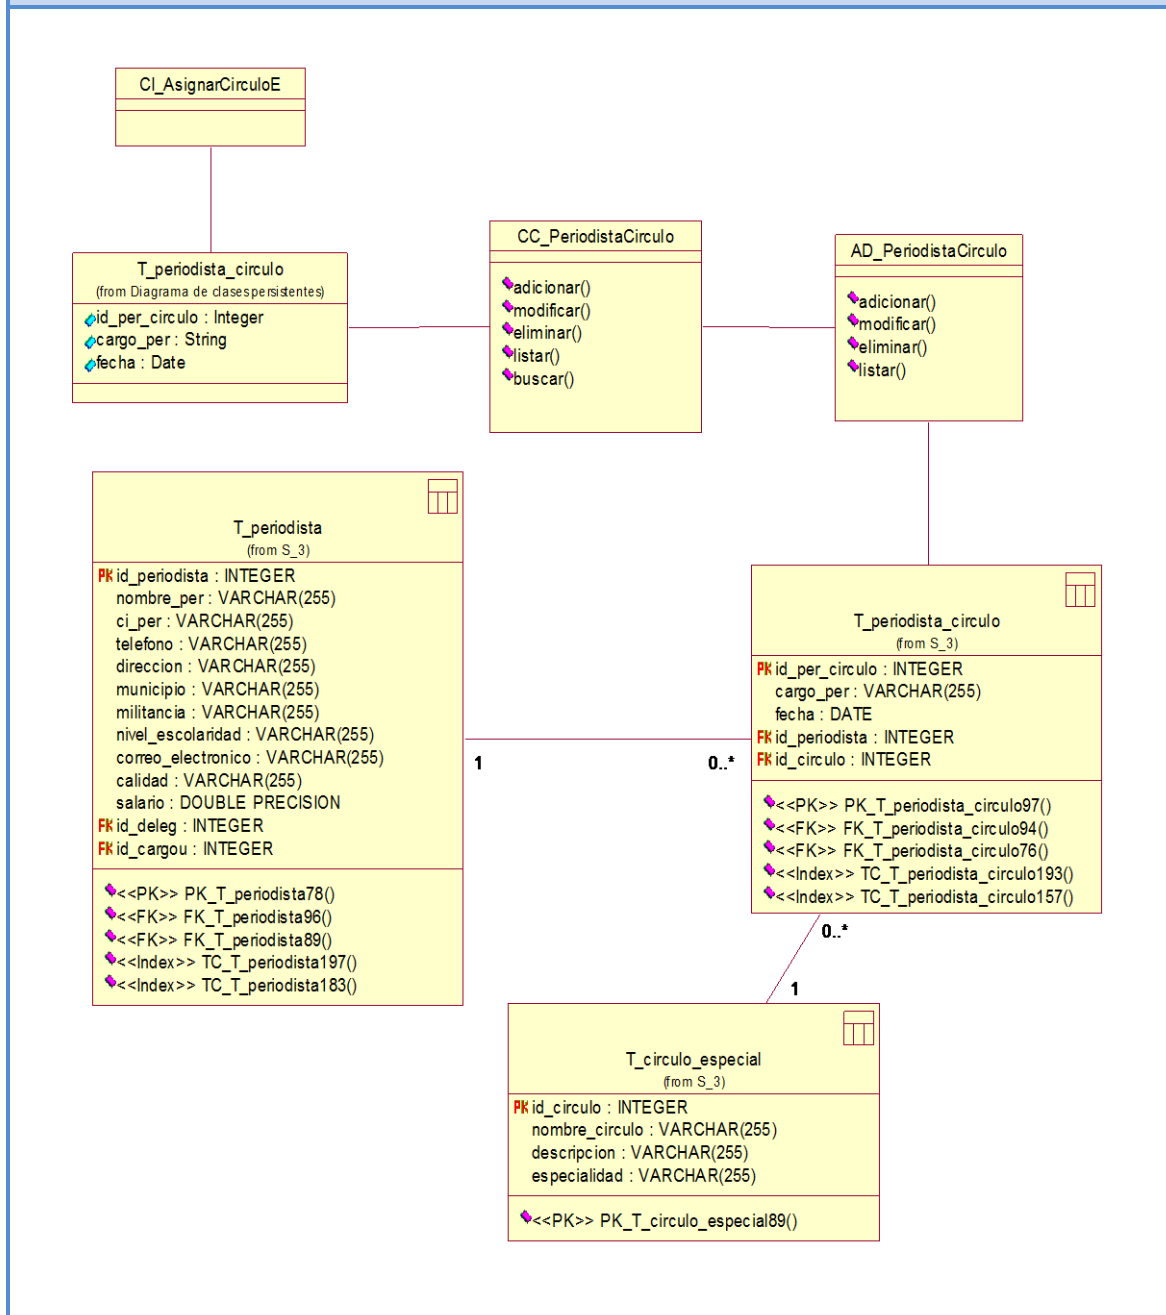 CI_AsignarCirculoE
T_periodista_circulo
(from Diagrama de clases persistentes)
id_per_circulo : Integer
cargo_per : String
fecha : Date
CC_PeriodistaCirculo
adicionar()
modificar()
eliminar()
listar()
buscar()
AD_PeriodistaCirculo
adicionar()
modificar()
eliminar()
listar()
T_periodista
(from S_3)
PK id_periodista : INTEGER
nombre_per : VARCHAR(255)
ci_per : VARCHAR(255)
telefono : VARCHAR(255)
direccion : VARCHAR(255)
municipio : VARCHAR(255)
militancia : VARCHAR(255)
nivel_escolaridad : VARCHAR(255)
correo_electronico : VARCHAR(255)
calidad : VARCHAR(255)
salario : DOUBLE PRECISION
FK id_deleg : INTEGER
FK id_cargou : INTEGER
<<PK>> PK_T_periodista78()
<<FK>> FK_T_periodista96()
<<FK>> FK_T_periodista89()
<<Index>> TC_T_periodista197()
<<Index>> TC_T_periodista183()
1
0..*
T_periodista_circulo
(from S_3)
PK id_per_circulo : INTEGER
cargo_per : VARCHAR(255)
fecha : DATE
FK id_periodista : INTEGER
FK id_circulo : INTEGER
<<PK>> PK_T_periodista_circulo97()
<<FK>> FK_T_periodista_circulo94()
<<FK>> FK_T_periodista_circulo76()
<<Index>> TC_T_periodista_circulo193()
<<Index>> TC_T_periodista_circulo157()
0..*
1
T_circulo_especial
(from S_3)
PK id_circulo : INTEGER
nombre_circulo : VARCHAR(255)
descripcion : VARCHAR(255)
especialidad : VARCHAR(255)
<<PK>> PK_T_circulo_especial89()